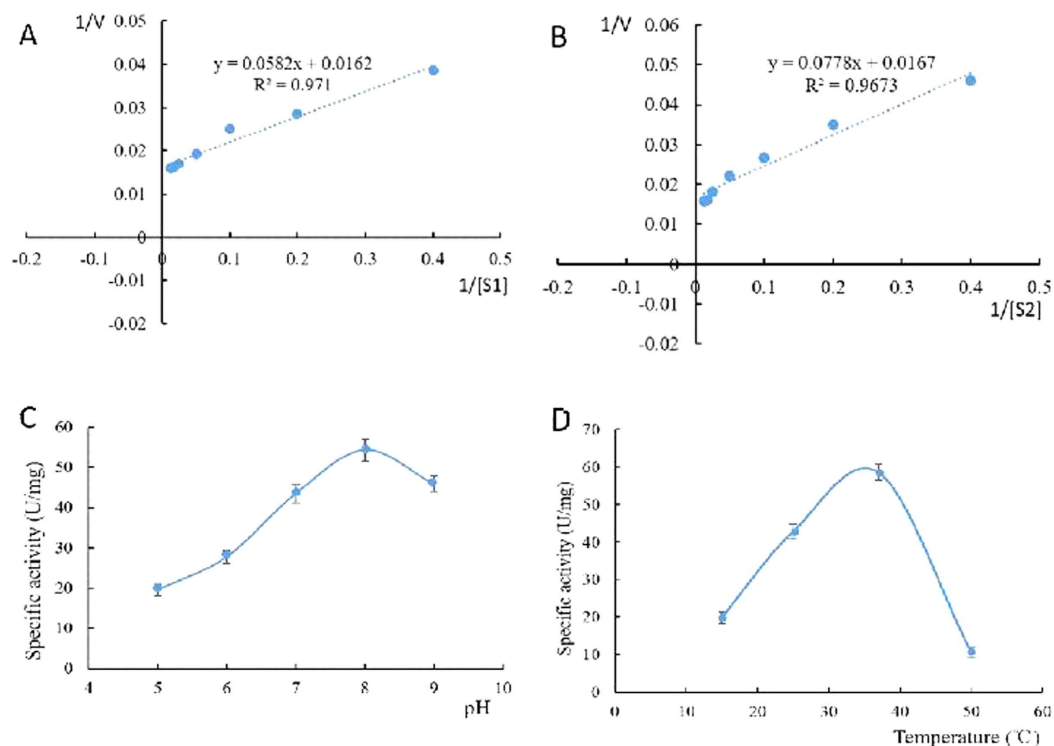 A
1/V
0.05
y = 0.0582x + 0.0162
R² = 0.971
0.04
0.03
0.02
0.01
0
-0.2 -0.1 0 0.1 0.2 0.3 0.4 0.5
-0.01
1/[S1]
-0.02
B
1/V
0.06
y = 0.0778x + 0.0167
R² = 0.9673
0.05
0.04
0.03
0.02
0.01
0
-0.2 -0.1 0 0.1 0.2 0.3 0.4 0.5
-0.01
1/[S2]
-0.02
C
Specific activity (U/mg)
60
50
40
30
20
10
0
4 5 6 7 8 9 10
pH
D
Specific activity (U/mg)
70
60
50
40
30
20
10
0
0 10 20 30 40 50 60
Temperature (°C)